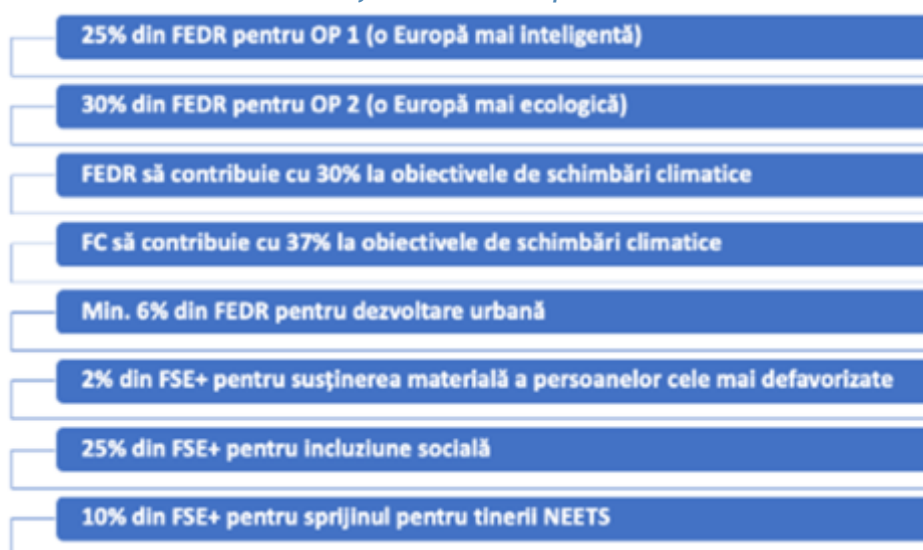 25% din FEDR pentru OP 1 (o Europă mai inteligentă)
30% din FEDR pentru OP 2 (o Europă mai ecologică)
FEDR să contribuie cu 30% la obiectivele de schimbări climatice
FC să contribuie cu 37% la obiectivele de schimbări climatice
Min. 6% din FEDR pentru dezvoltare urbană
2% din FSE+ pentru susținerea materială a persoanelor cele mai defavorizate
25% din FSE+ pentru incluziune socială
10% din FSE+ pentru sprijinul pentru tinerii NEETS